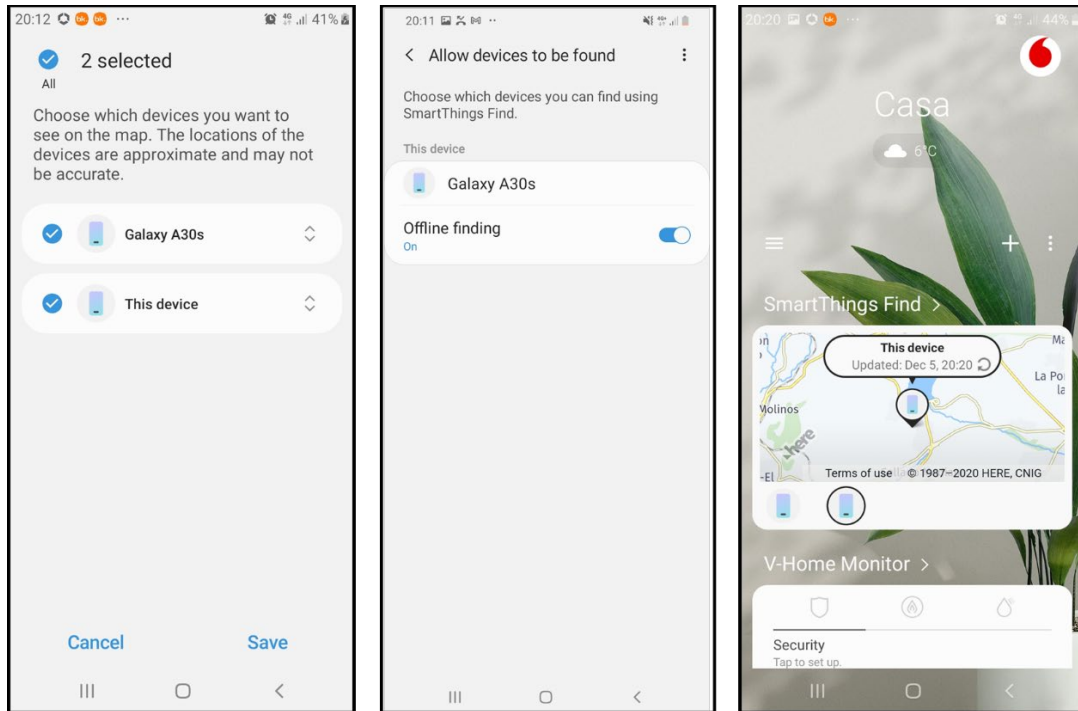 20:12
41%
2 selected
All
Choose which devices you want to
see on the map. The locations of the
devices are approximate and may not
be accurate.
Galaxy A30s
This device
Cancel
Save
20:11
Allow devices to be found
Choose which devices you can find using
SmartThings Find.
This device
Galaxy A30s
Offline finding
On
20:20
44%
Casa
6°C
SmartThings Find >
This device
Updated: Dec 5, 20:20
La Po
la
Molinos
here
-El
Terms of use
© 1987–2020 HERE, CNIG
V-Home Monitor >
Security
Tap to set up.